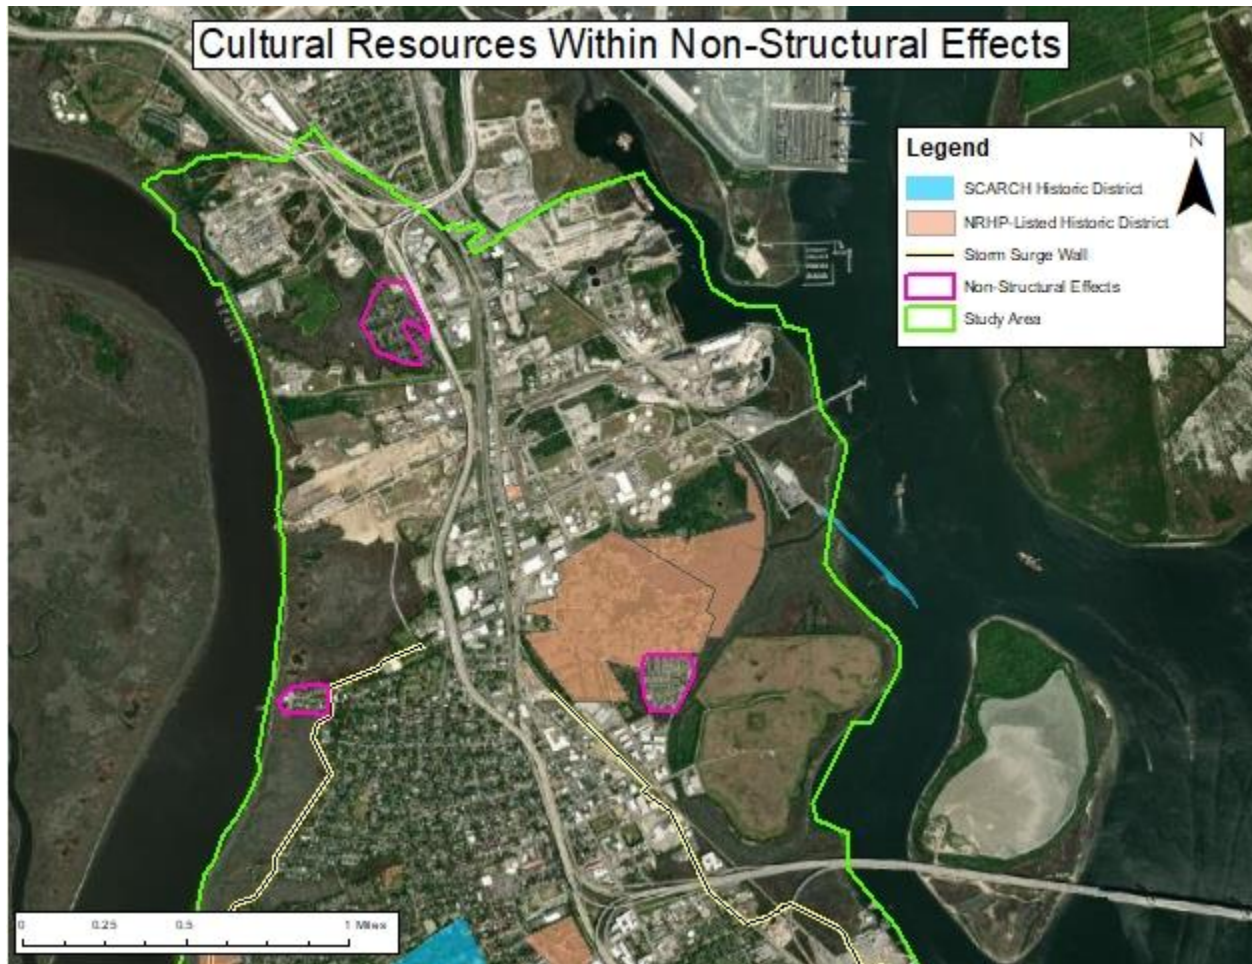 Cultural Resources Within Non-Structural Effects
Legend
N
SCARCH Historic District
NRHP-Listed Historic District
Storm Surge Wall
Non-Structural Effects
Study Area
0 0.25 0.5 1 Miles